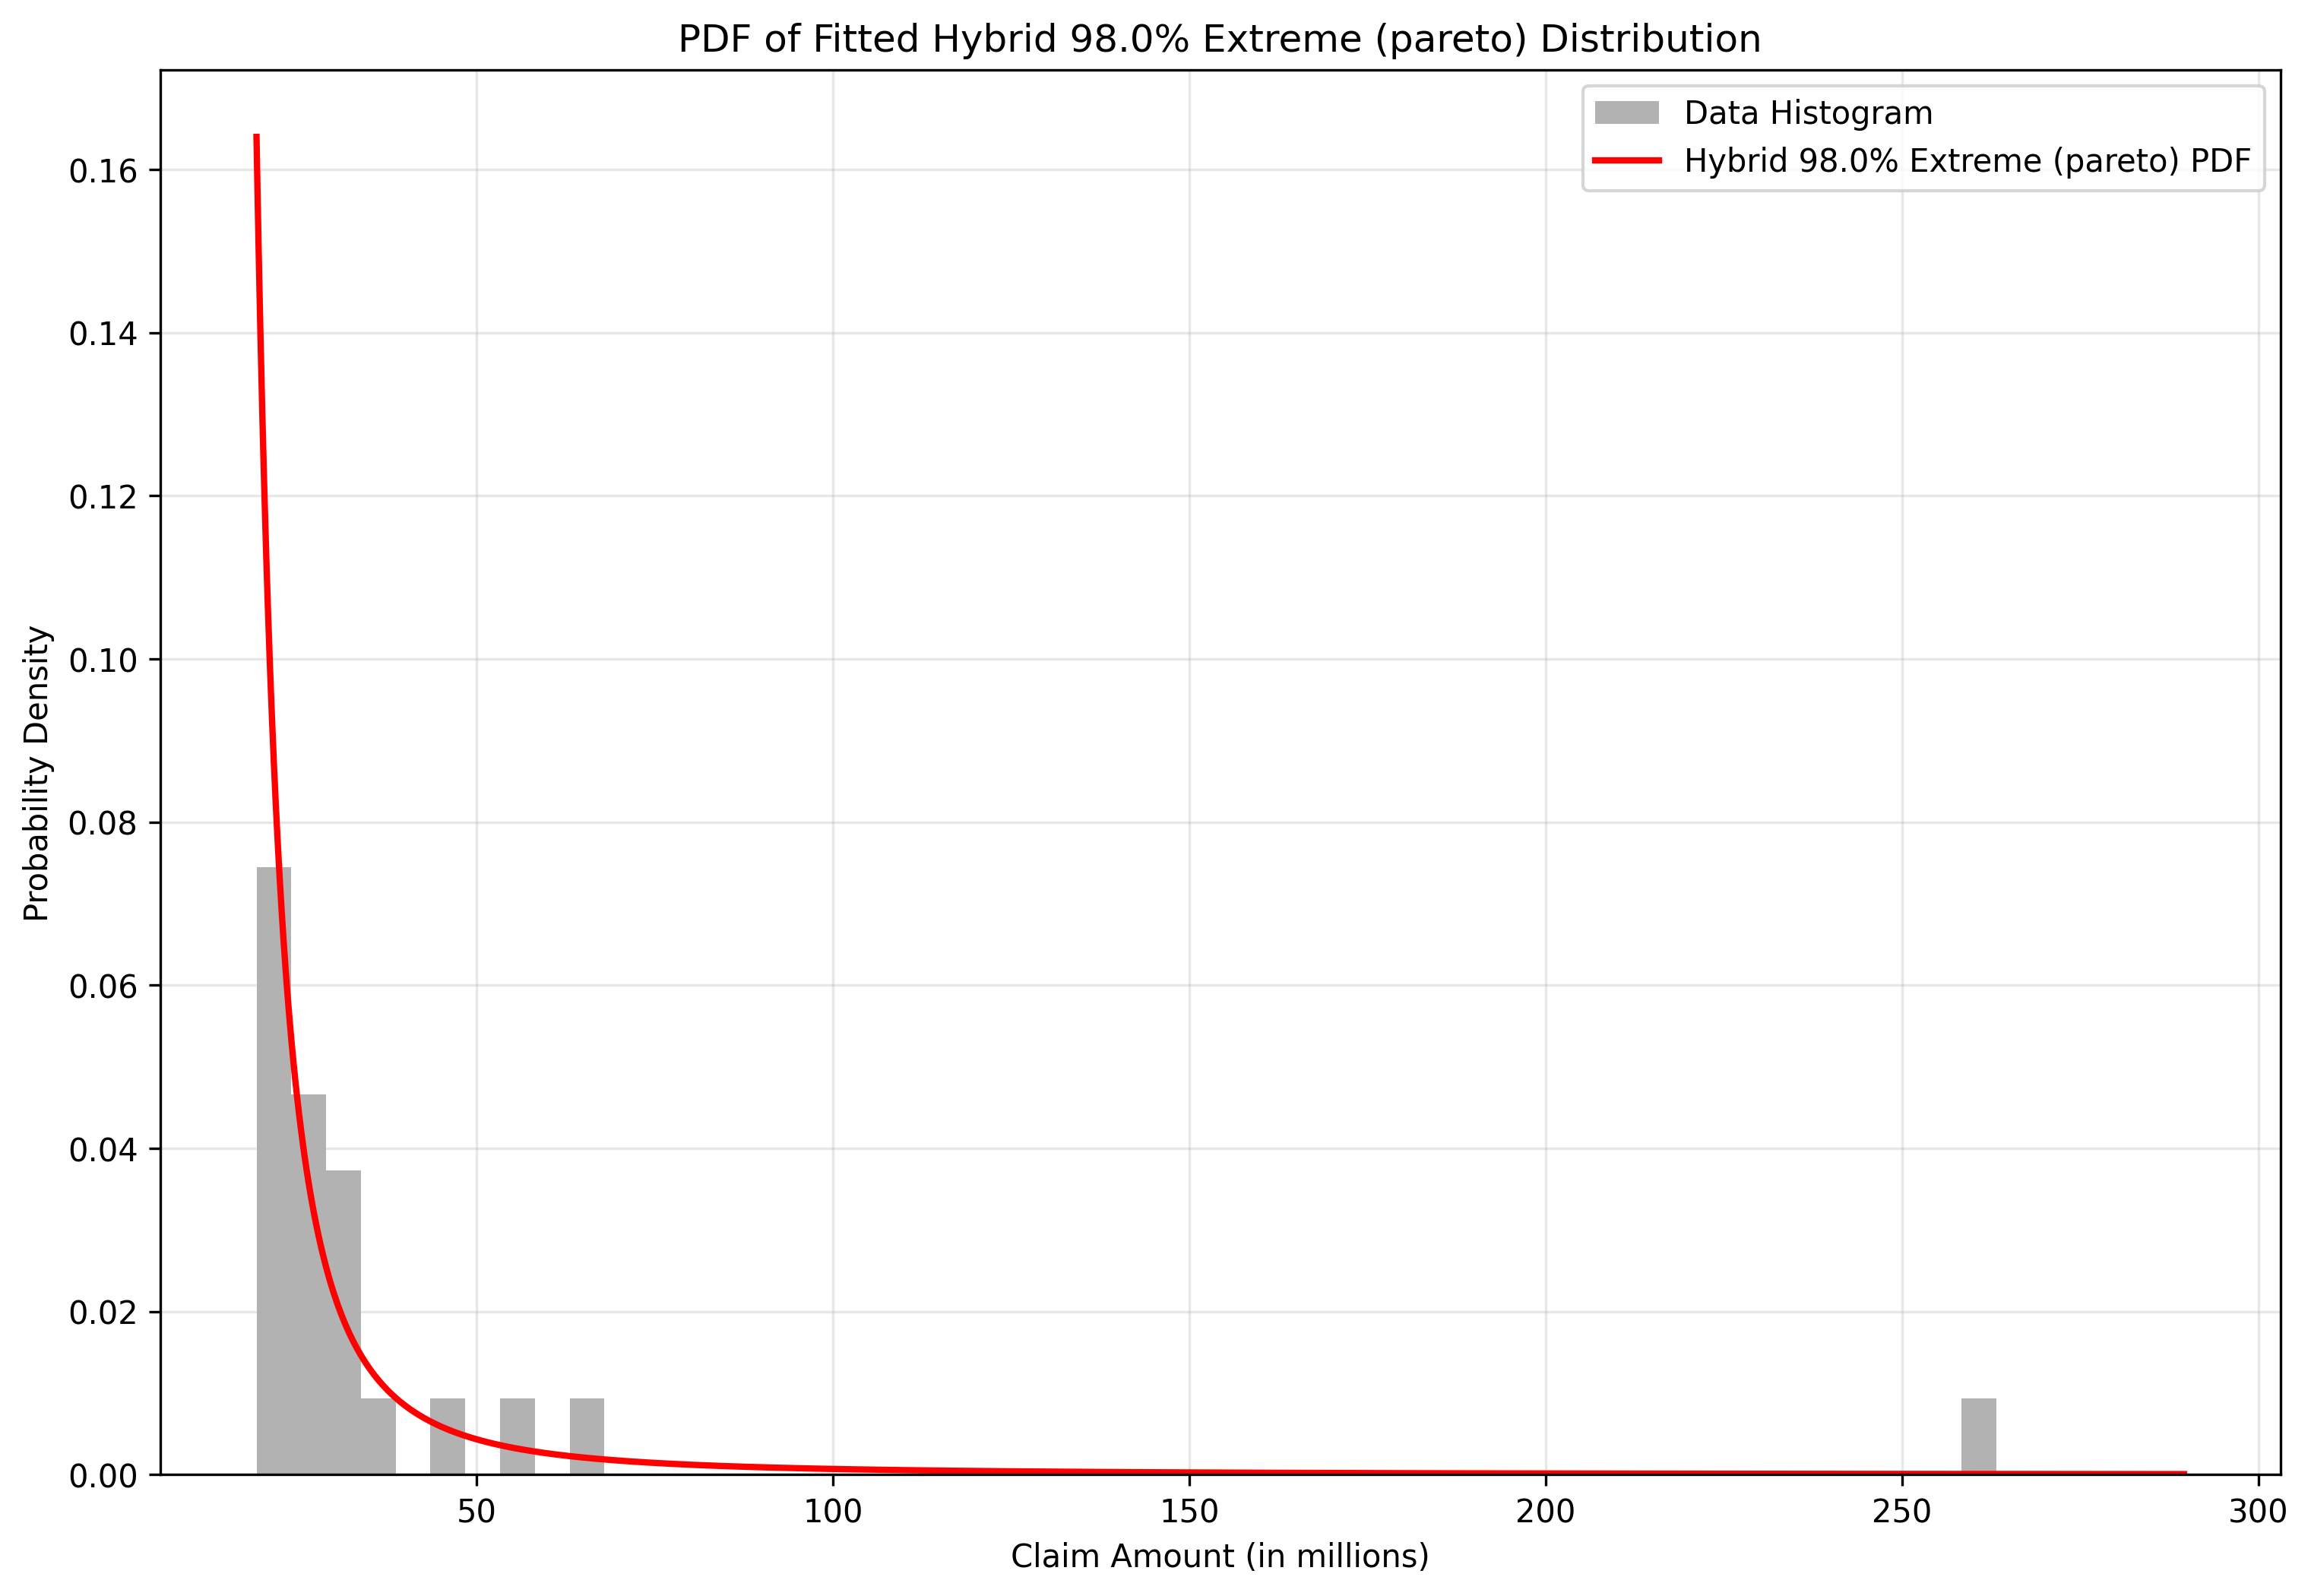 PDF of Fitted Hybrid 98.0% Extreme (pareto) Distribution
Data Histogram
Hybrid 98.0% Extreme (pareto) PDF
0.16
0.14
0.12
0.10
0.08
0.06
0.04
0.02
0.00
Probability Density
50 100 150 200 250 300
Claim Amount (in millions)